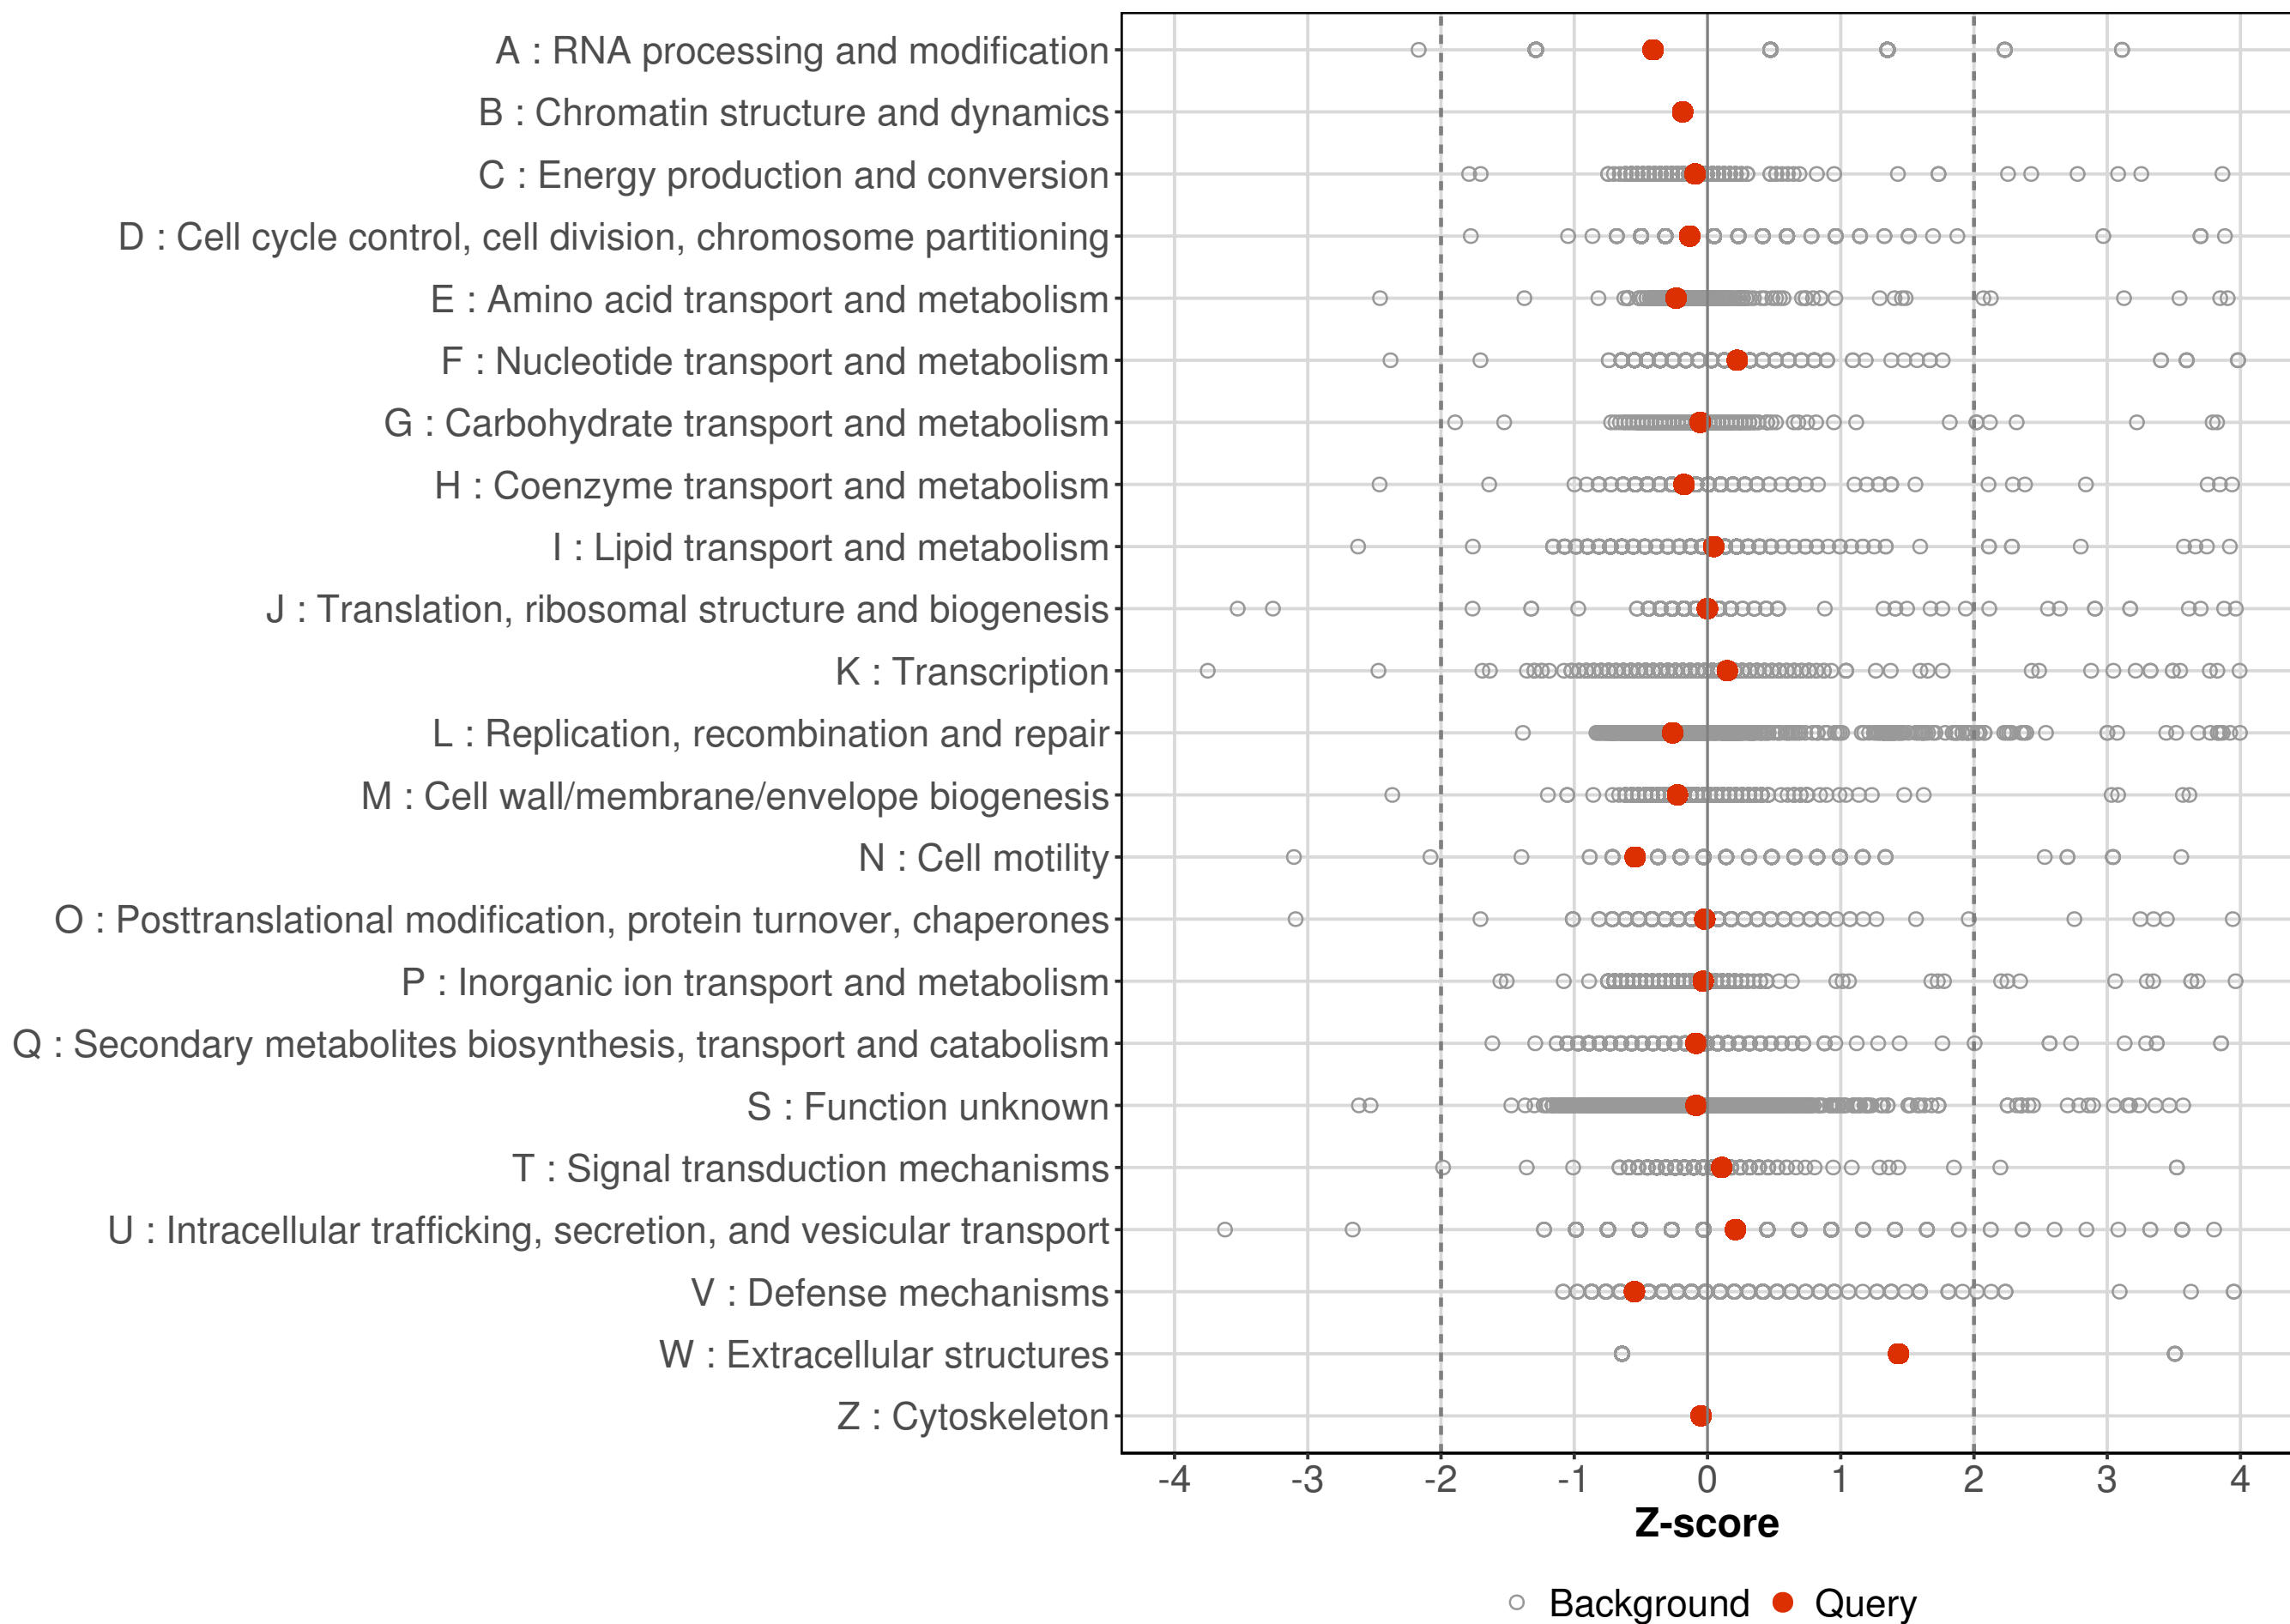 A : RNA processing and modification
B : Chromatin structure and dynamics
C : Energy production and conversion
D : Cell cycle control, cell division, chromosome partitioning
E : Amino acid transport and metabolism
F : Nucleotide transport and metabolism
G : Carbohydrate transport and metabolism
H : Coenzyme transport and metabolism
I : Lipid transport and metabolism
J : Translation, ribosomal structure and biogenesis
K : Transcription
L : Replication, recombination and repair
M : Cell wall/membrane/envelope biogenesis
N : Cell motility
O : Posttranslational modification, protein turnover, chaperones
P : Inorganic ion transport and metabolism
Q : Secondary metabolites biosynthesis, transport and catabolism
S : Function unknown
T : Signal transduction mechanisms
U : Intracellular trafficking, secretion, and vesicular transport
V : Defense mechanisms
W : Extracellular structures
Z : Cytoskeleton
-4 -3 -2 -1 0 1 2 3 4
Z-score
Background Query